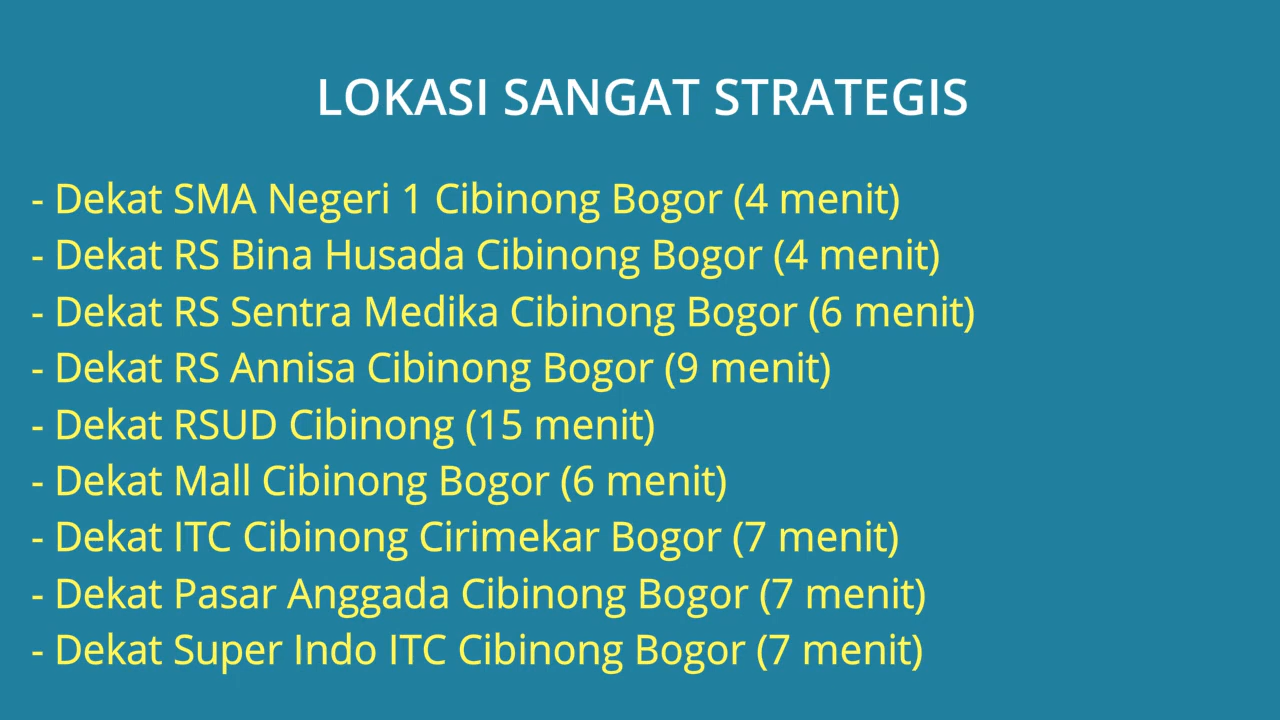 LOKASI SANGAT STRATEGIS
- Dekat SMA Negeri 1 Cibinong Bogor (4 menit)
- Dekat RS Bina Husada Cibinong Bogor (4 menit)
- Dekat RS Sentra Medika Cibinong Bogor (6 menit)
- Dekat RS Annisa Cibinong Bogor (9 menit)
- Dekat RSUD Cibinong (15 menit)
- Dekat Mall Cibinong Bogor (6 menit)
- Dekat ITC Cibinong Cirimekar Bogor (7 menit)
- Dekat Pasar Anggada Cibinong Bogor (7 menit)
- Dekat Super Indo ITC Cibinong Bogor (7 menit)